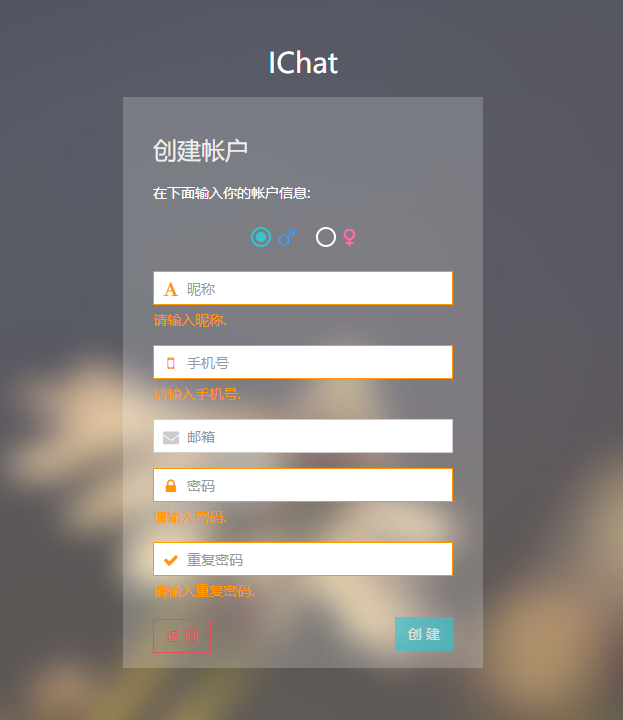 IChat
创建帐户
在下面输入你的帐户信息:
昵称
请输入昵称.
手机号
请输入手机号.
邮箱
密码
请输入密码.
重复密码
请输入重复密码.
返 回
创 建